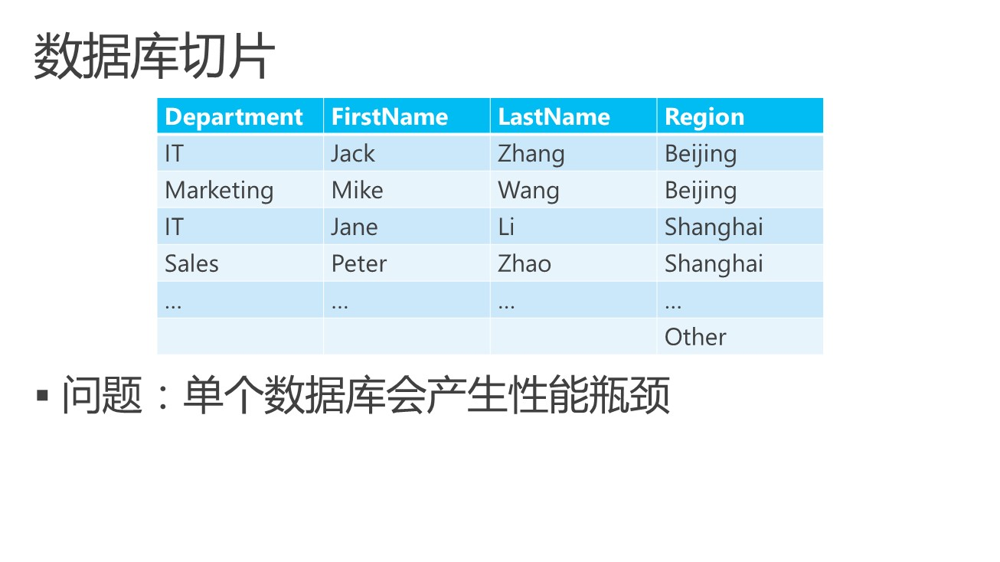 数据库切片
Department FirstName LastName Region
IT Jack Zhang Beijing
Marketing Mike Wang Beijing
IT Jane Li Shanghai
Sales Peter Zhao Shanghai
... ... ... ...
Other
▪ 问题：单个数据库会产生性能瓶颈